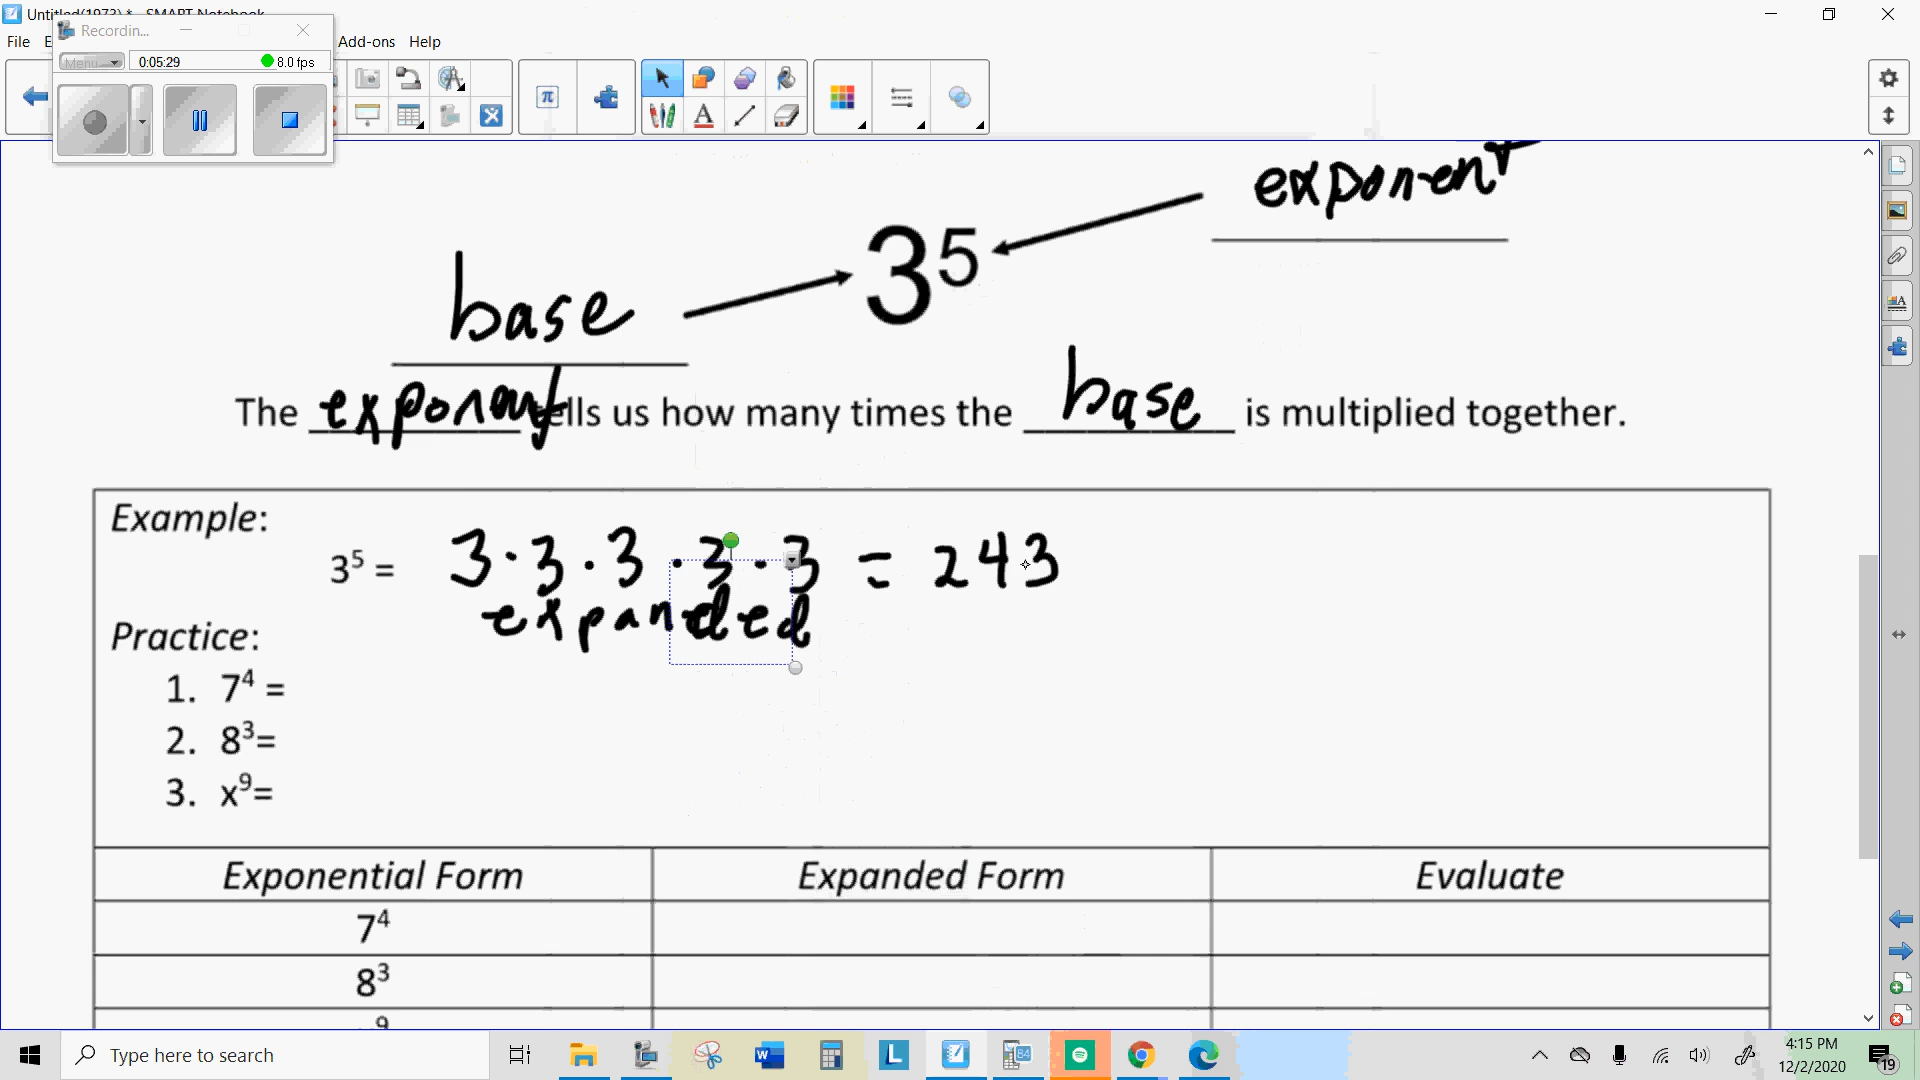 Untitled(1973) * - SMART Notebook
Recordin...
File E Add-ons Help
Menu 0:05:29 8.0 fps
exponent
3⁵
base
The exponent tells us how many times the base is multiplied together.
Example:
3⁵ = 3 · 3 · 3 · 3 · 3 = 243
expanded
Practice:
1. 7⁴ =
2. 8³=
3. x⁹=
Exponential Form Expanded Form Evaluate
7⁴
8³
9
Type here to search
4:15 PM
12/2/2020
19